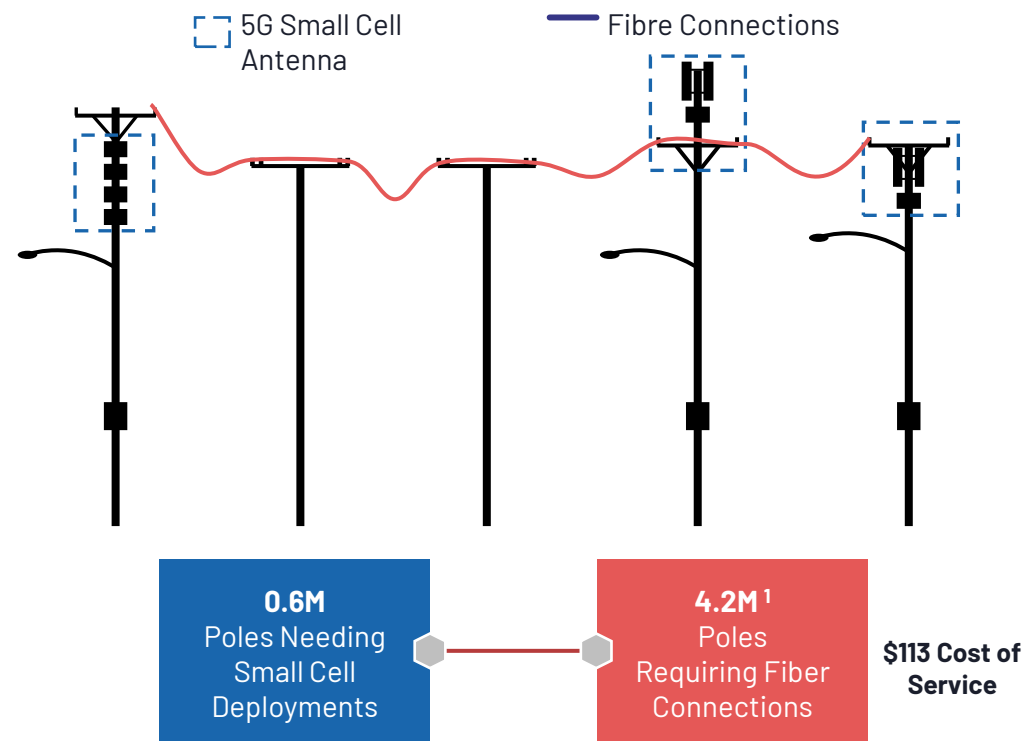 5G Small Cell
Antenna
Fibre Connections
0.6M
Poles Needing
Small Cell
Deployments
4.2M ¹
Poles
Requiring Fiber
Connections
$113 Cost of
Service